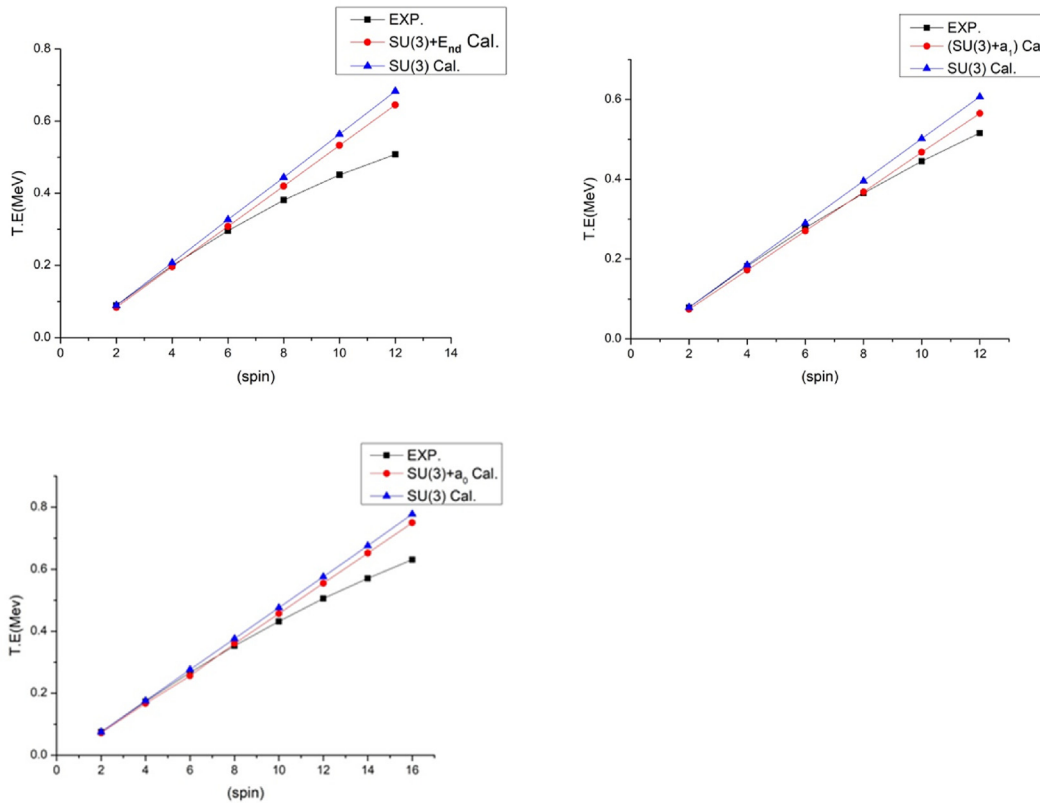 EXP.
SU(3)+E_nd Cal.
SU(3) Cal.
0.8
0.6
0.4
0.2
0.0
T.E(MeV)
0 2 4 6 8 10 12 14
(spin)
EXP.
(SU(3)+a_1) Ca
SU(3) Cal.
0.6
0.4
0.2
0.0
T.E(MeV)
0 2 4 6 8 10 12
(spin)
EXP.
SU(3)+a_0 Cal.
SU(3) Cal.
0.8
0.6
0.4
0.2
0.0
T.E(Mev)
0 2 4 6 8 10 12 14 16
(spin)